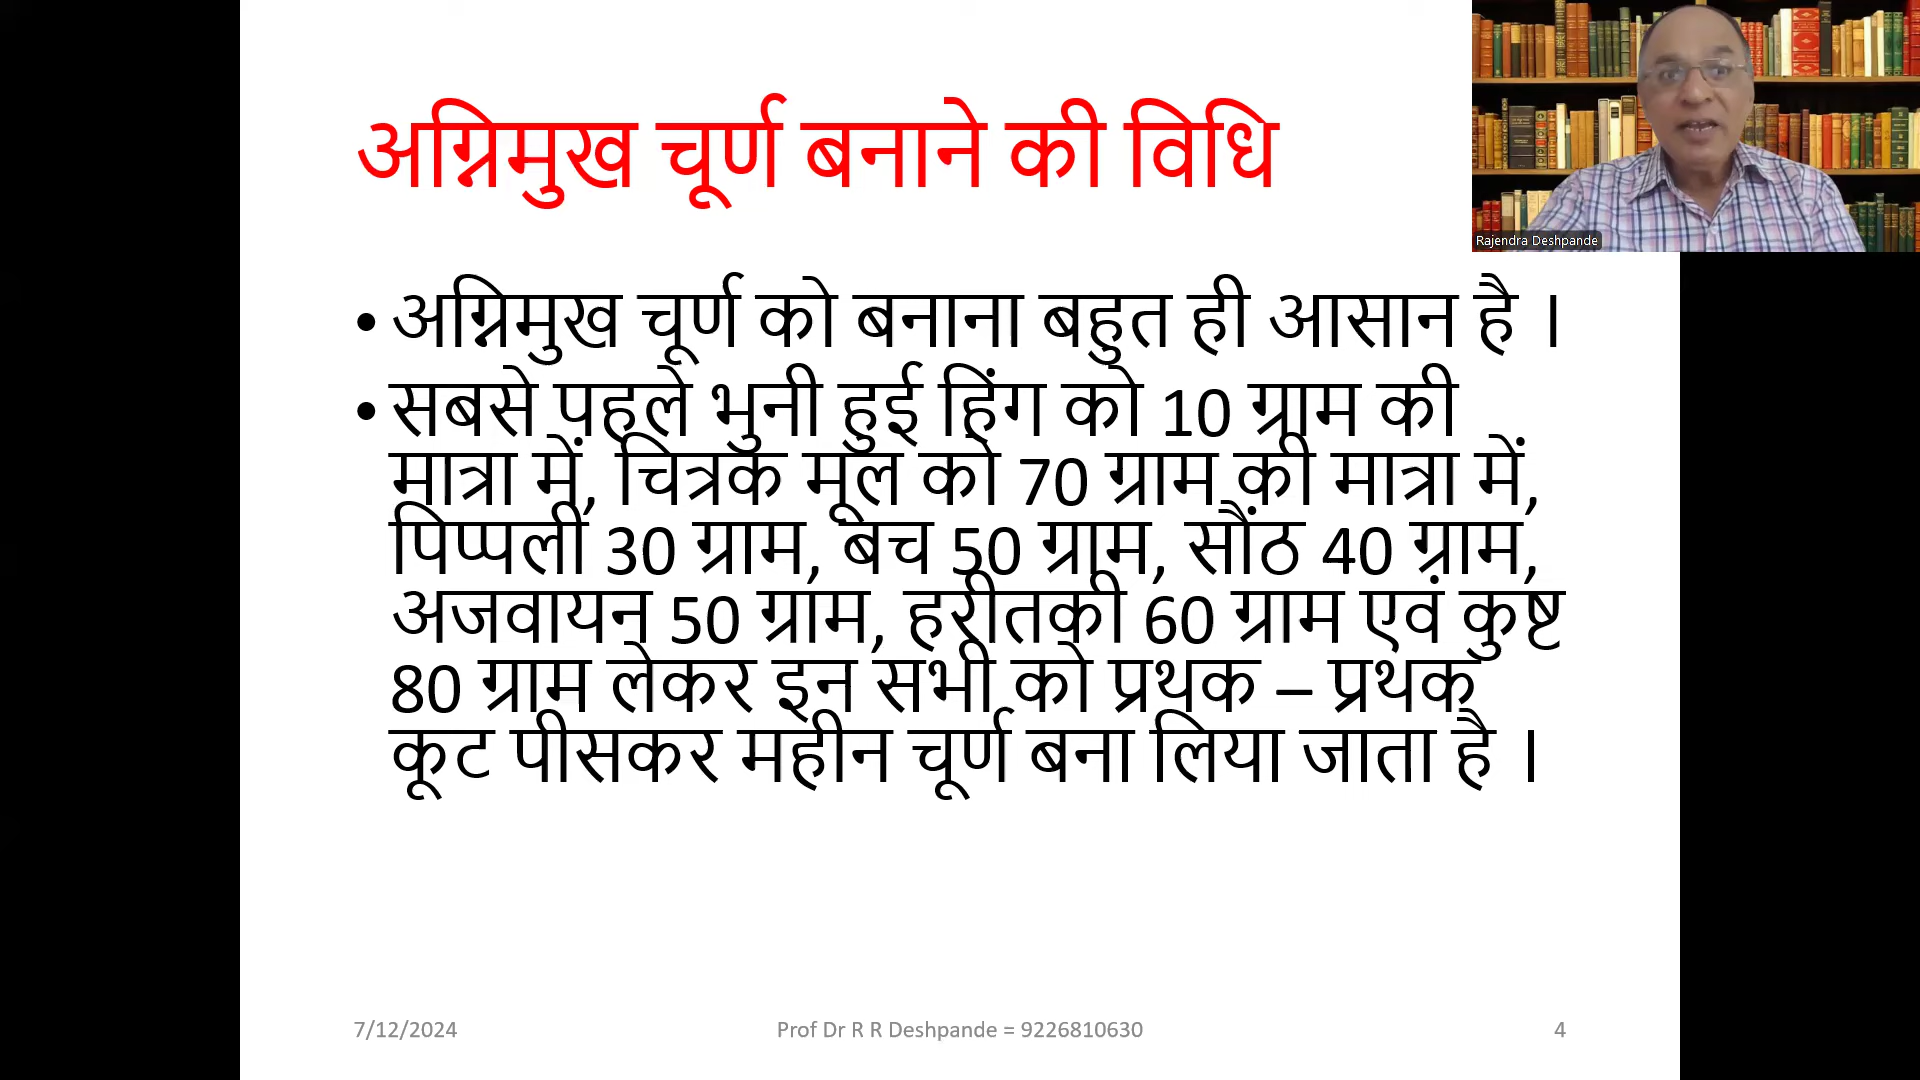 अग्निमुख चूर्ण बनाने की विधि
Rajendra Deshpande
• अग्निमुख चूर्ण को बनाना बहुत ही आसान है ।
• सबसे पहले भुनी हुई हिंग को 10 ग्राम की
मात्रा में, चित्रक मूल को 70 ग्राम की मात्रा में,
पिप्पली 30 ग्राम, बच 50 ग्राम, सौंठ 40 ग्राम,
अजवायन 50 ग्राम, हरीतकी 60 ग्राम एवं कुष्ट
80 ग्राम लेकर इन सभी को प्रथक – प्रथक
कूट पीसकर महीन चूर्ण बना लिया जाता है ।
7/12/2024
Prof Dr R R Deshpande = 9226810630
4